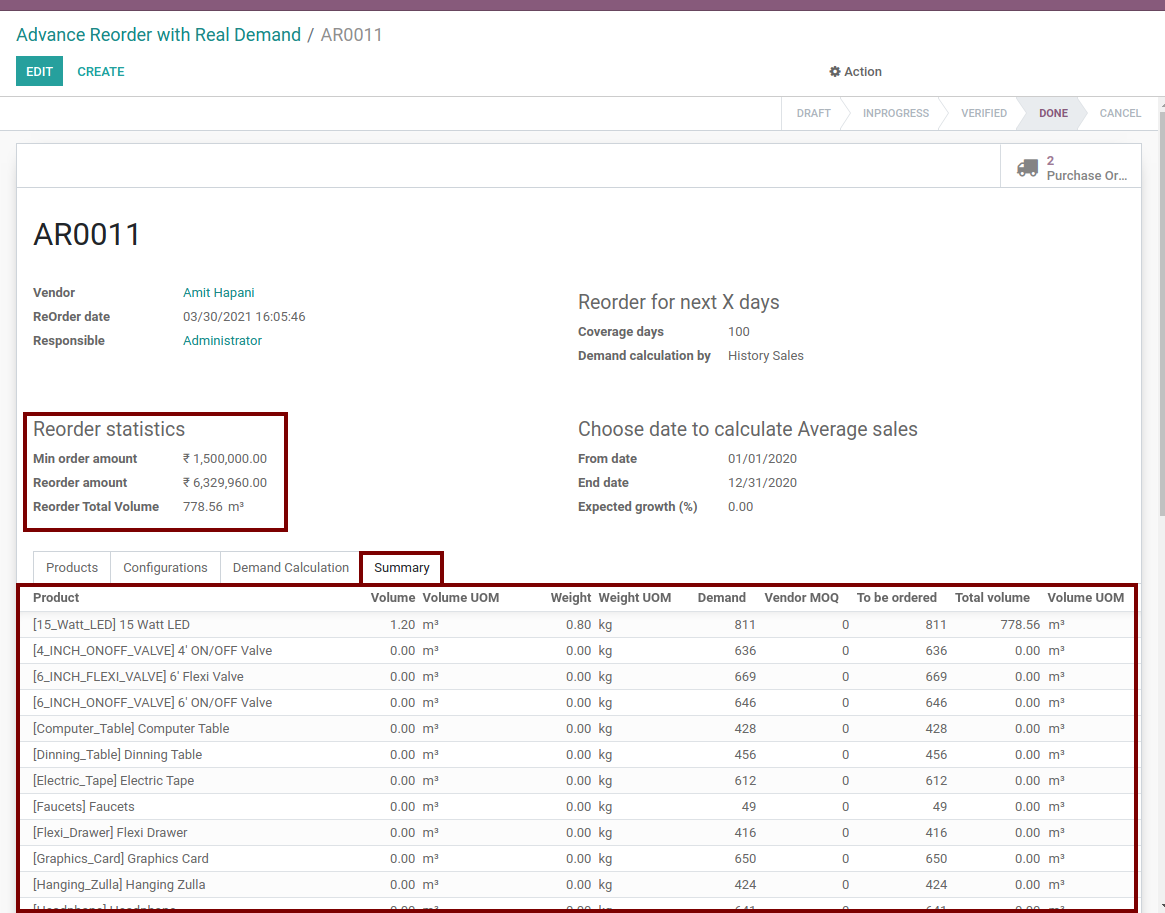 Advance Reorder with Real Demand / AR0011
EDIT CREATE Action
DRAFT INPROGRESS VERIFIED DONE CANCEL
2
Purchase Or...
AR0011
Vendor Amit Hapani
ReOrder date 03/30/2021 16:05:46
Responsible Administrator
Reorder for next X days
Coverage days 100
Demand calculation by History Sales
Reorder statistics
Min order amount ₹ 1,500,000.00
Reorder amount ₹ 6,329,960.00
Reorder Total Volume 778.56 m³
Choose date to calculate Average sales
From date 01/01/2020
End date 12/31/2020
Expected growth (%) 0.00
Products Configurations Demand Calculation Summary
Product Volume Volume UOM Weight Weight UOM Demand Vendor MOQ To be ordered Total volume Volume UOM
[15_Watt_LED] 15 Watt LED 1.20 m³ 0.80 kg 811 0 811 778.56 m³
[4_INCH_ONOFF_VALVE] 4' ON/OFF Valve 0.00 m³ 0.00 kg 636 0 636 0.00 m³
[6_INCH_FLEXI_VALVE] 6' Flexi Valve 0.00 m³ 0.00 kg 669 0 669 0.00 m³
[6_INCH_ONOFF_VALVE] 6' ON/OFF Valve 0.00 m³ 0.00 kg 646 0 646 0.00 m³
[Computer_Table] Computer Table 0.00 m³ 0.00 kg 428 0 428 0.00 m³
[Dinning_Table] Dinning Table 0.00 m³ 0.00 kg 456 0 456 0.00 m³
[Electric_Tape] Electric Tape 0.00 m³ 0.00 kg 612 0 612 0.00 m³
[Faucets] Faucets 0.00 m³ 0.00 kg 49 0 49 0.00 m³
[Flexi_Drawer] Flexi Drawer 0.00 m³ 0.00 kg 416 0 416 0.00 m³
[Graphics_Card] Graphics Card 0.00 m³ 0.00 kg 650 0 650 0.00 m³
[Hanging_Zulla] Hanging Zulla 0.00 m³ 0.00 kg 424 0 424 0.00 m³